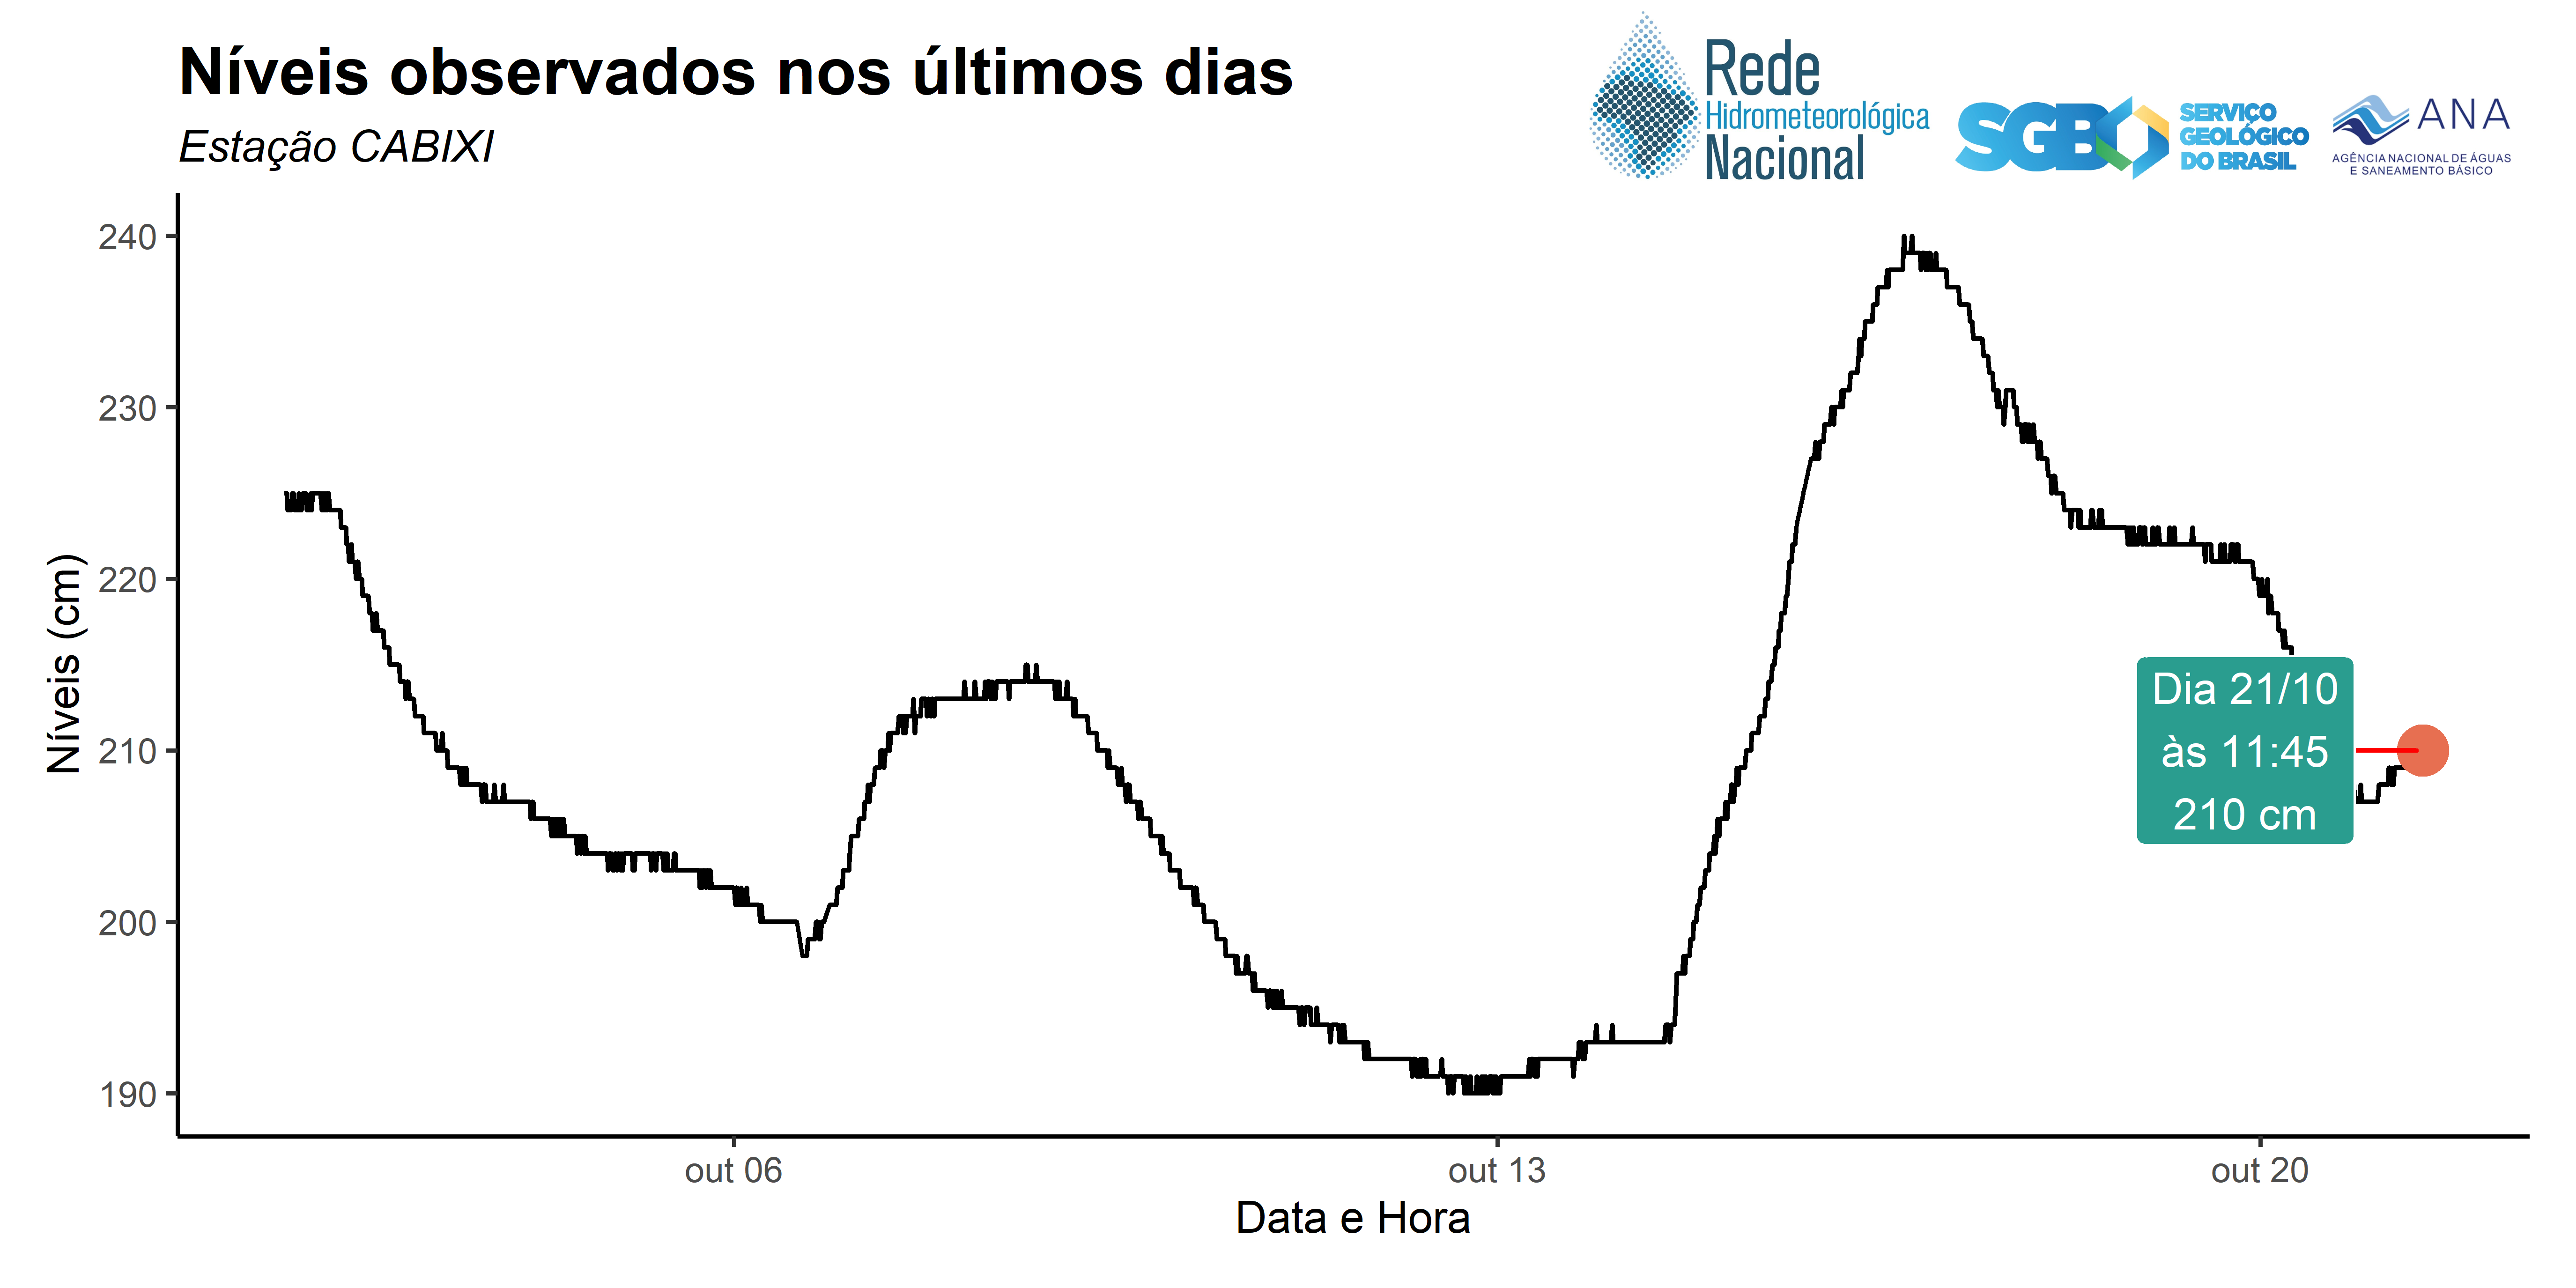 Níveis observados nos últimos dias
Estação CABIXI
Rede
Hidrometeorológica
Nacional
SGB
SERVIÇO
GEOLÓGICO
DO BRASIL
ANA
AGÊNCIA NACIONAL DE ÁGUAS
E SANEAMENTO BÁSICO
Níveis (cm)
240
230
220
210
200
190
Dia 21/10
às 11:45
210 cm
out 06
out 13
out 20
Data e Hora